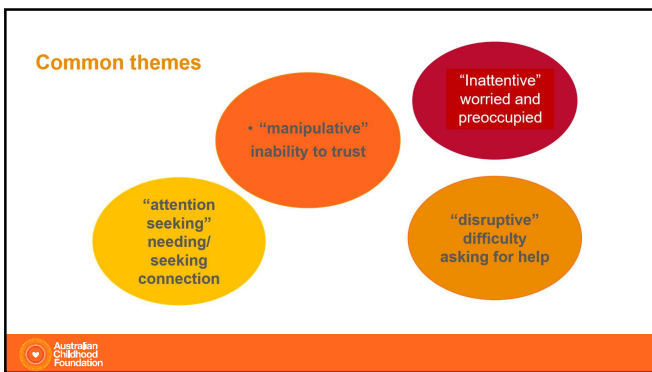 Common themes
“Inattentive”
worried and
preoccupied
• “manipulative”
inability to trust
“attention
seeking”
needing/
seeking
connection
“disruptive”
difficulty
asking for help
Australian
Childhood
Foundation